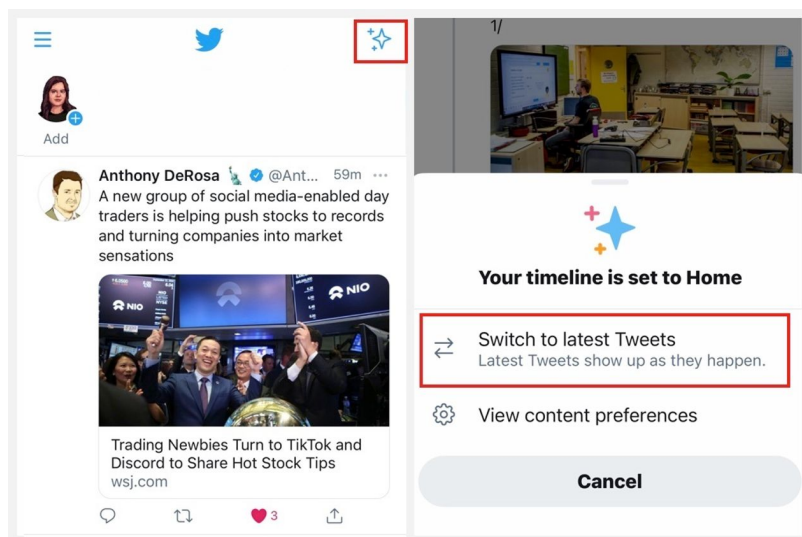 Add
Anthony DeRosa 🗽 @Ant... 59m
A new group of social media-enabled day
traders is helping push stocks to records
and turning companies into market
sensations
NIO
NIO
Trading Newbies Turn to TikTok and
Discord to Share Hot Stock Tips
wsj.com
3
1/
Your timeline is set to Home
Switch to latest Tweets
Latest Tweets show up as they happen.
View content preferences
Cancel